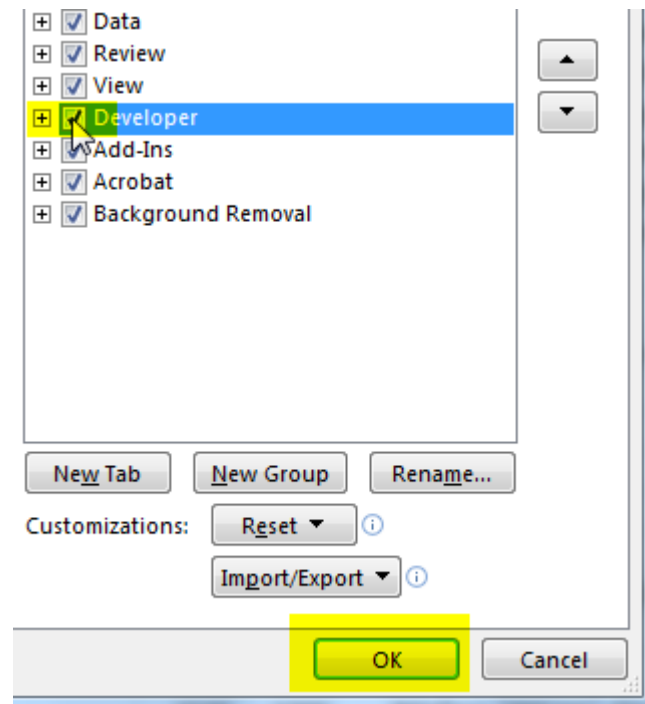 Data
Review
View
Developer
Add-Ins
Acrobat
Background Removal
New Tab New Group Rename...
Customizations: Reset
Import/Export
OK Cancel